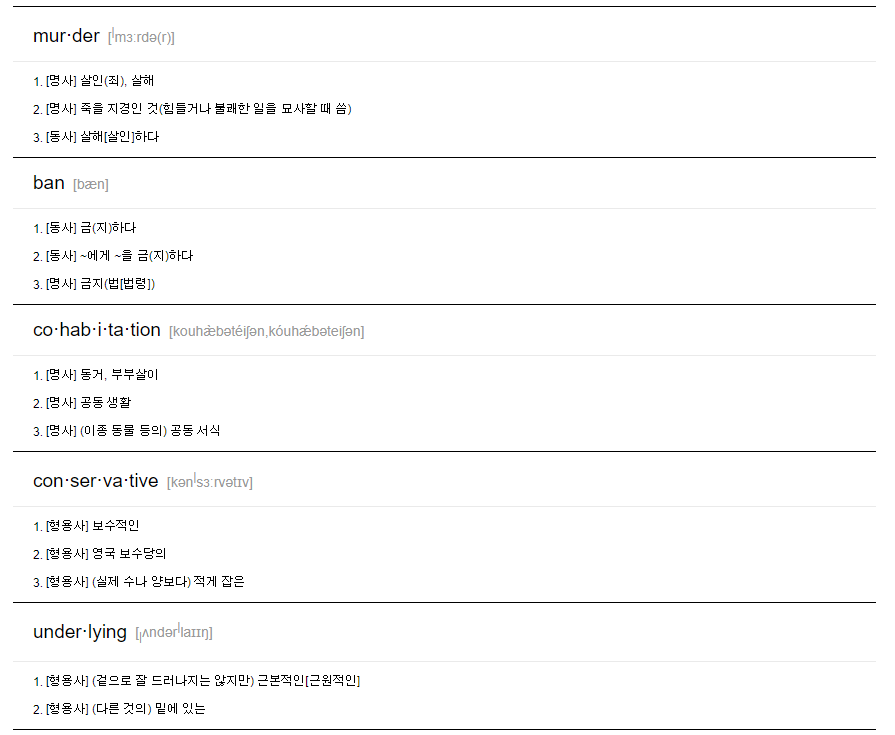 mur·der [ˈmɜːrdə(r)]
1. [명사] 살인(죄), 살해
2. [명사] 죽을 지경인 것(힘들거나 불쾌한 일을 묘사할 때 씀)
3. [동사] 살해[살인]하다
ban [bæn]
1. [동사] 금(지)하다
2. [동사] ~에게 ~을 금(지)하다
3. [명사] 금지(법[법령])
co·hab·i·ta·tion [kouhæ̀bətéiʃən,kóuhæ̀bəteiʃən]
1. [명사] 동거, 부부살이
2. [명사] 공동 생활
3. [명사] (이종 동물 등의) 공동 서식
con·ser·va·tive [kənˈsɜːrvətɪv]
1. [형용사] 보수적인
2. [형용사] 영국 보수당의
3. [형용사] (실제 수나 양보다) 적게 잡은
under·lying [ˌʌndərˈlaɪɪŋ]
1. [형용사] (겉으로 잘 드러나지는 않지만) 근본적인[근원적인]
2. [형용사] (다른 것의) 밑에 있는